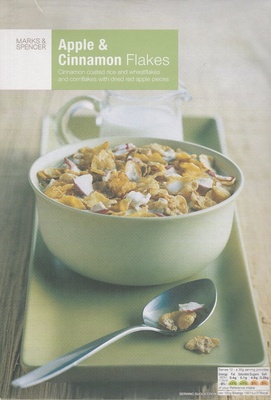 MARKS &
SPENCER
Apple &
Cinnamon Flakes
Cinnamon coated rice and wheatflakes
and cornflakes with dried red apple pieces